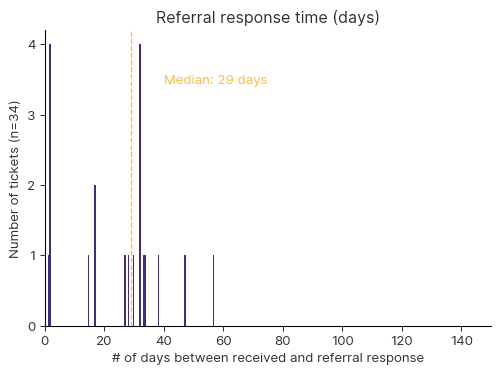 Referral response time (days)
Number of tickets (n=34)
4
3
2
1
0
Median: 29 days
0 20 40 60 80 100 120 140
# of days between received and referral response